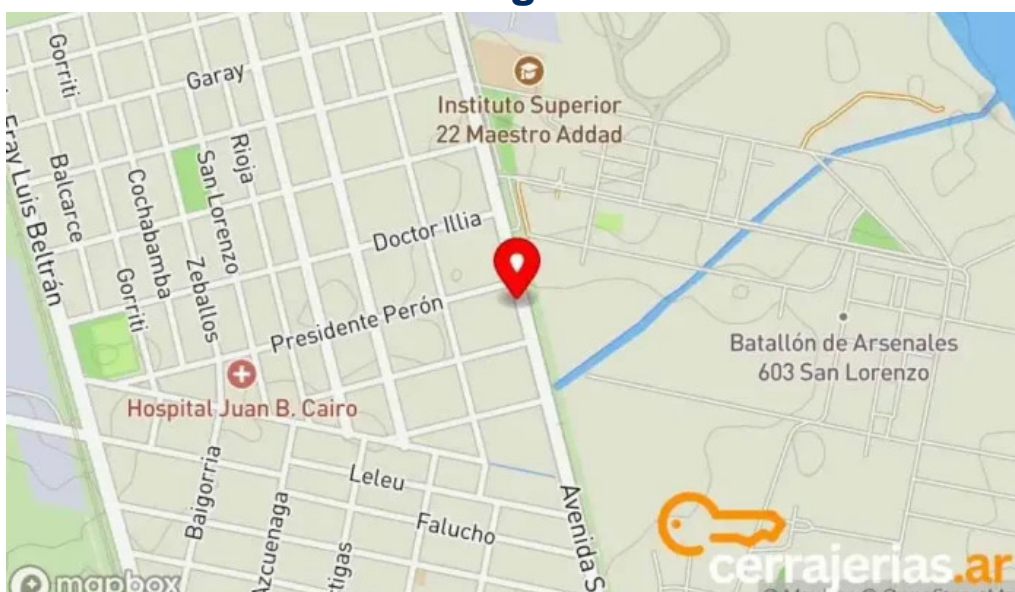 Gorriti
Garay
Instituto Superior
22 Maestro Addad
Fray Luis Beltrán
Balcarce
Cochabamba
San Lorenzo
Rioja
Doctor Illia
Gorriti
Zeballos
Presidente Perón
Batallón de Arsenales
603 San Lorenzo
Hospital Juan B. Cairo
Leleu
Baigorria
Azcuenaga
Falucho
Avenida S
cerrajerias.ar
mapbox